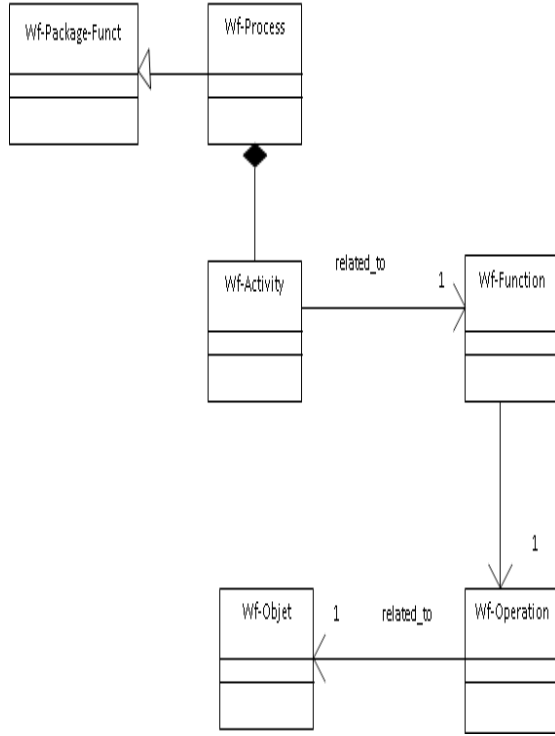 Wf-Package-Funct
Wf-Process
related_to
1
Wf-Activity
Wf-Function
1
Wf-Objet
1
related_to
Wf-Operation